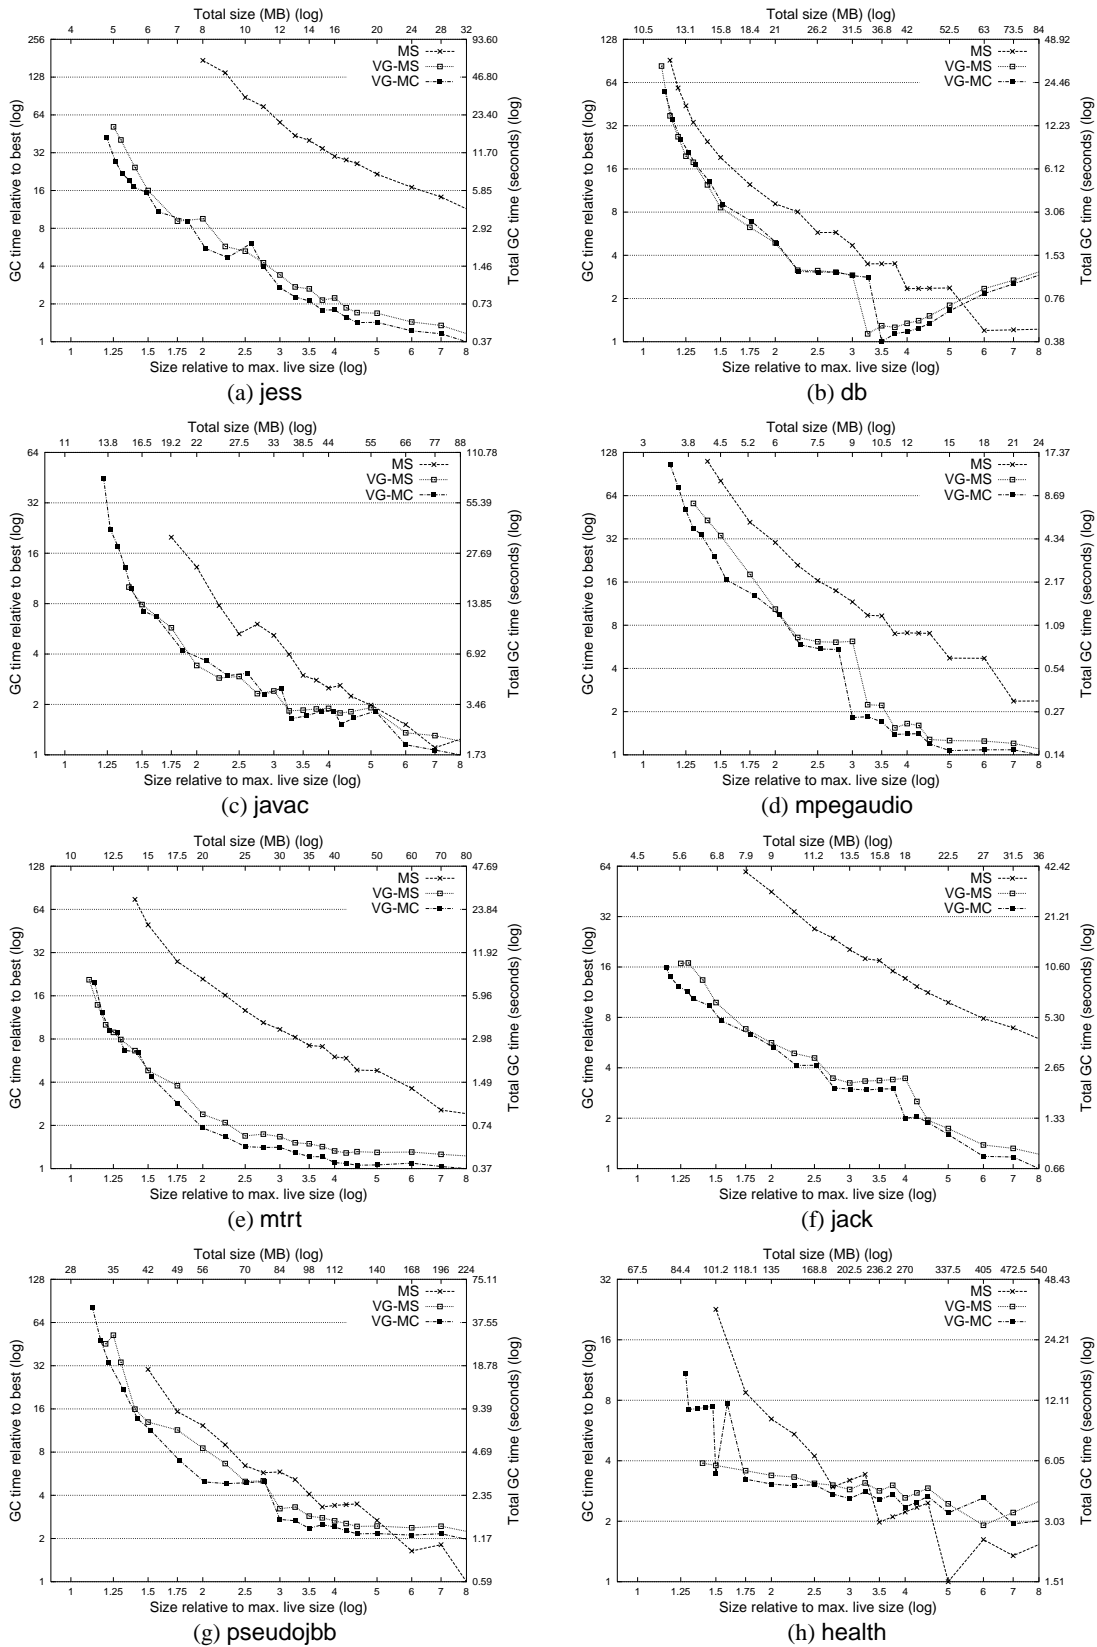 Total size (MB) (log)
4 5 6 7 8 10 12 14 16 20 24 28 32
GC time relative to best (log)
256 128 64 32 16 8 4 2 1
Total GC time (seconds) (log)
93.60 46.80 23.40 11.70 5.85 2.92 1.46 0.73 0.37
MS
VG-MS
VG-MC
1 1.25 1.5 1.75 2 2.5 3 3.5 4 5 6 7 8
Size relative to max. live size (log)
(a) jess
Total size (MB) (log)
10.5 13.1 15.8 18.4 21 26.2 31.5 36.8 42 52.5 63 73.5 84
GC time relative to best (log)
128 64 32 16 8 4 2 1
Total GC time (seconds) (log)
48.92 24.46 12.23 6.12 3.06 1.53 0.76 0.38
MS
VG-MS
VG-MC
1 1.25 1.5 1.75 2 2.5 3 3.5 4 5 6 7 8
Size relative to max. live size (log)
(b) db
Total size (MB) (log)
11 13.8 16.5 19.2 22 27.5 33 38.5 44 55 66 77 88
GC time relative to best (log)
64 32 16 8 4 2 1
Total GC time (seconds) (log)
110.78 55.39 27.69 13.85 6.92 3.46 1.73
MS
VG-MS
VG-MC
1 1.25 1.5 1.75 2 2.5 3 3.5 4 5 6 7 8
Size relative to max. live size (log)
(c) javac
Total size (MB) (log)
3 3.8 4.5 5.2 6 7.5 9 10.5 12 15 18 21 24
GC time relative to best (log)
128 64 32 16 8 4 2 1
Total GC time (seconds) (log)
17.37 8.69 4.34 2.17 1.09 0.54 0.27 0.14
MS
VG-MS
VG-MC
1 1.25 1.5 1.75 2 2.5 3 3.5 4 5 6 7 8
Size relative to max. live size (log)
(d) mpegaudio
Total size (MB) (log)
10 12.5 15 17.5 20 25 30 35 40 50 60 70 80
GC time relative to best (log)
128 64 32 16 8 4 2 1
Total GC time (seconds) (log)
47.69 23.84 11.92 5.96 2.98 1.49 0.74 0.37
MS
VG-MS
VG-MC
1 1.25 1.5 1.75 2 2.5 3 3.5 4 5 6 7 8
Size relative to max. live size (log)
(e) mtrt
Total size (MB) (log)
4.5 5.6 6.8 7.9 9 11.2 13.5 15.8 18 22.5 27 31.5 36
GC time relative to best (log)
64 32 16 8 4 2 1
Total GC time (seconds) (log)
42.42 21.21 10.60 5.30 2.65 1.33 0.66
MS
VG-MS
VG-MC
1 1.25 1.5 1.75 2 2.5 3 3.5 4 5 6 7 8
Size relative to max. live size (log)
(f) jack
Total size (MB) (log)
28 35 42 49 56 70 84 98 112 140 168 196 224
GC time relative to best (log)
128 64 32 16 8 4 2 1
Total GC time (seconds) (log)
75.11 37.55 18.78 9.39 4.69 2.35 1.17 0.59
MS
VG-MS
VG-MC
1 1.25 1.5 1.75 2 2.5 3 3.5 4 5 6 7 8
Size relative to max. live size (log)
(g) pseudojbb
Total size (MB) (log)
67.5 84.4 101.2 118.1 135 168.8 202.5 236.2 270 337.5 405 472.5 540
GC time relative to best (log)
32 16 8 4 2 1
Total GC time (seconds) (log)
48.43 24.21 12.11 6.05 3.03 1.51
MS
VG-MS
VG-MC
1 1.25 1.5 1.75 2 2.5 3 3.5 4 5 6 7 8
Size relative to max. live size (log)
(h) health